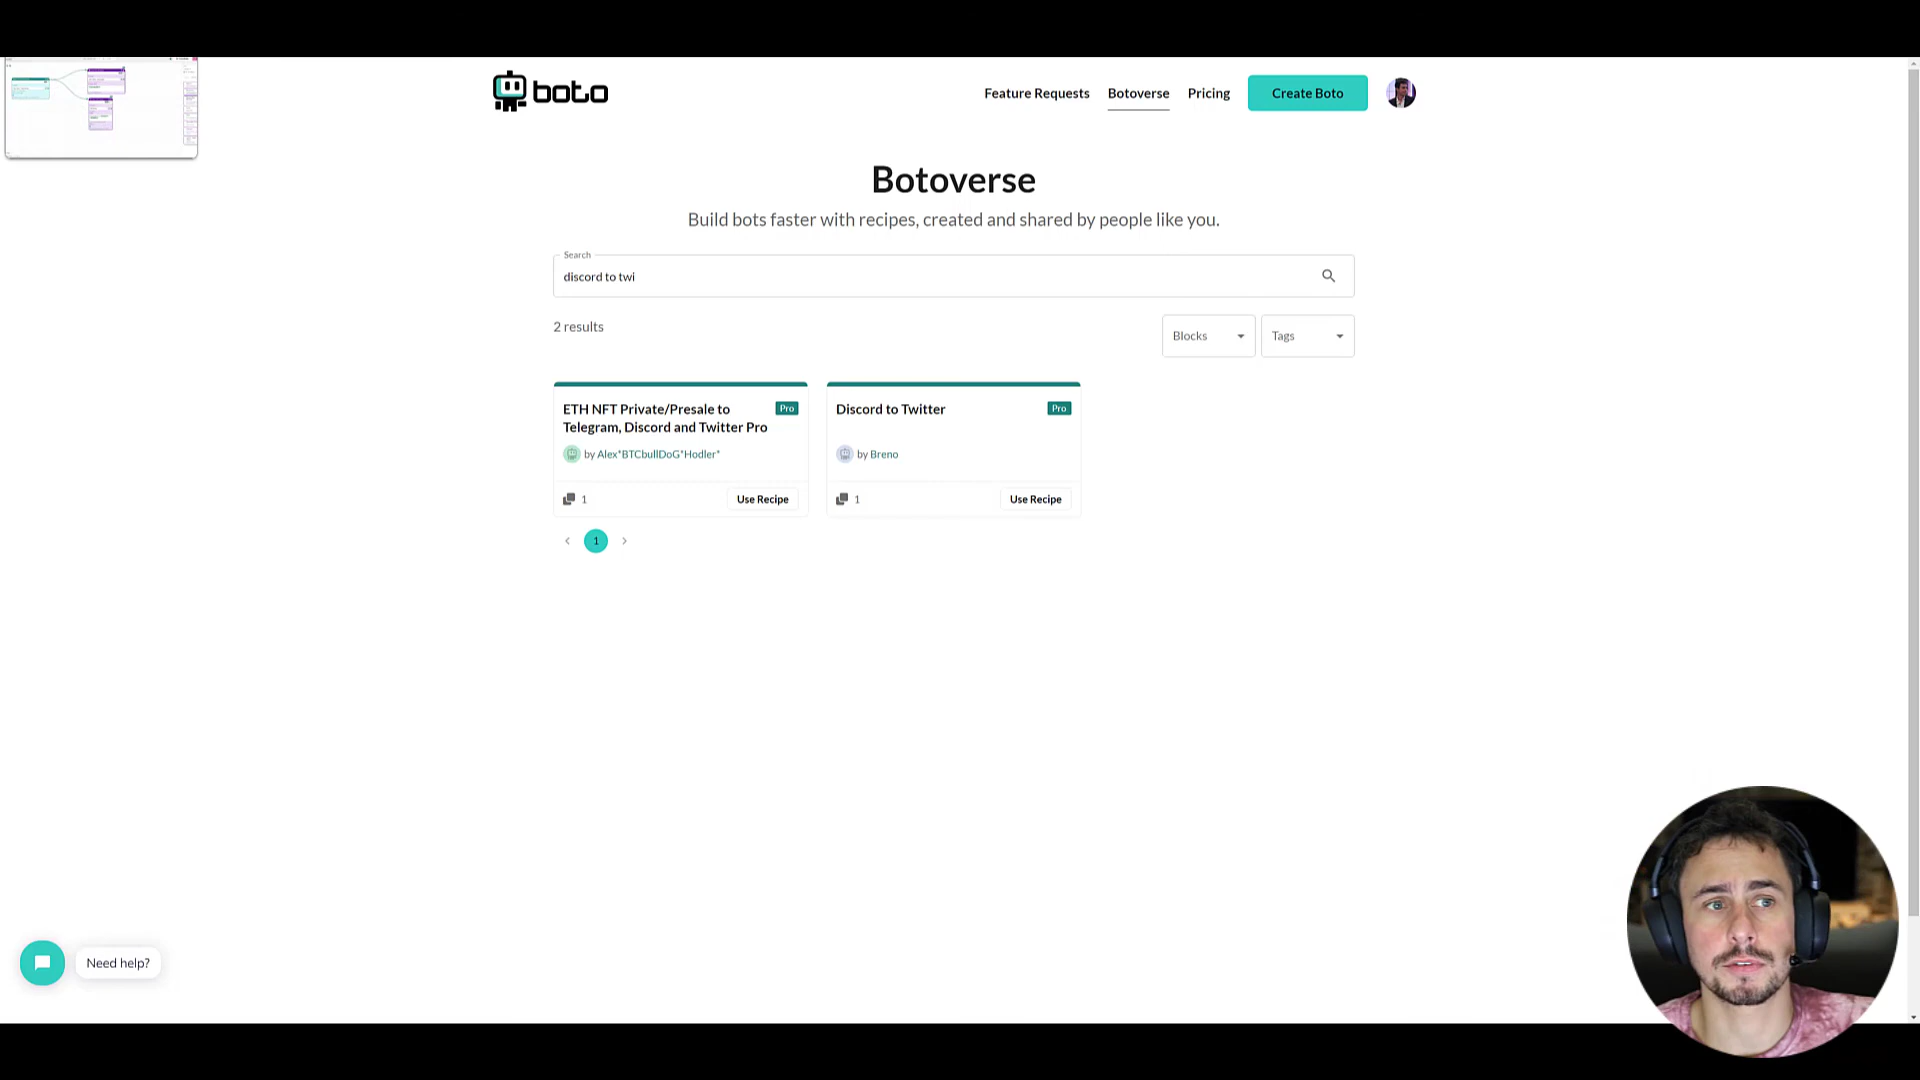 boto
Feature Requests
Botoverse
Pricing
Create Boto
Botoverse
Build bots faster with recipes, created and shared by people like you.
Search
discord to twi
2 results
Blocks
Tags
ETH NFT Private/Presale to
Telegram, Discord and Twitter Pro
Pro
by Alex*BTCbullDoG*Hodler*
1
Use Recipe
Discord to Twitter
Pro
by Breno
1
Use Recipe
1
Need help?